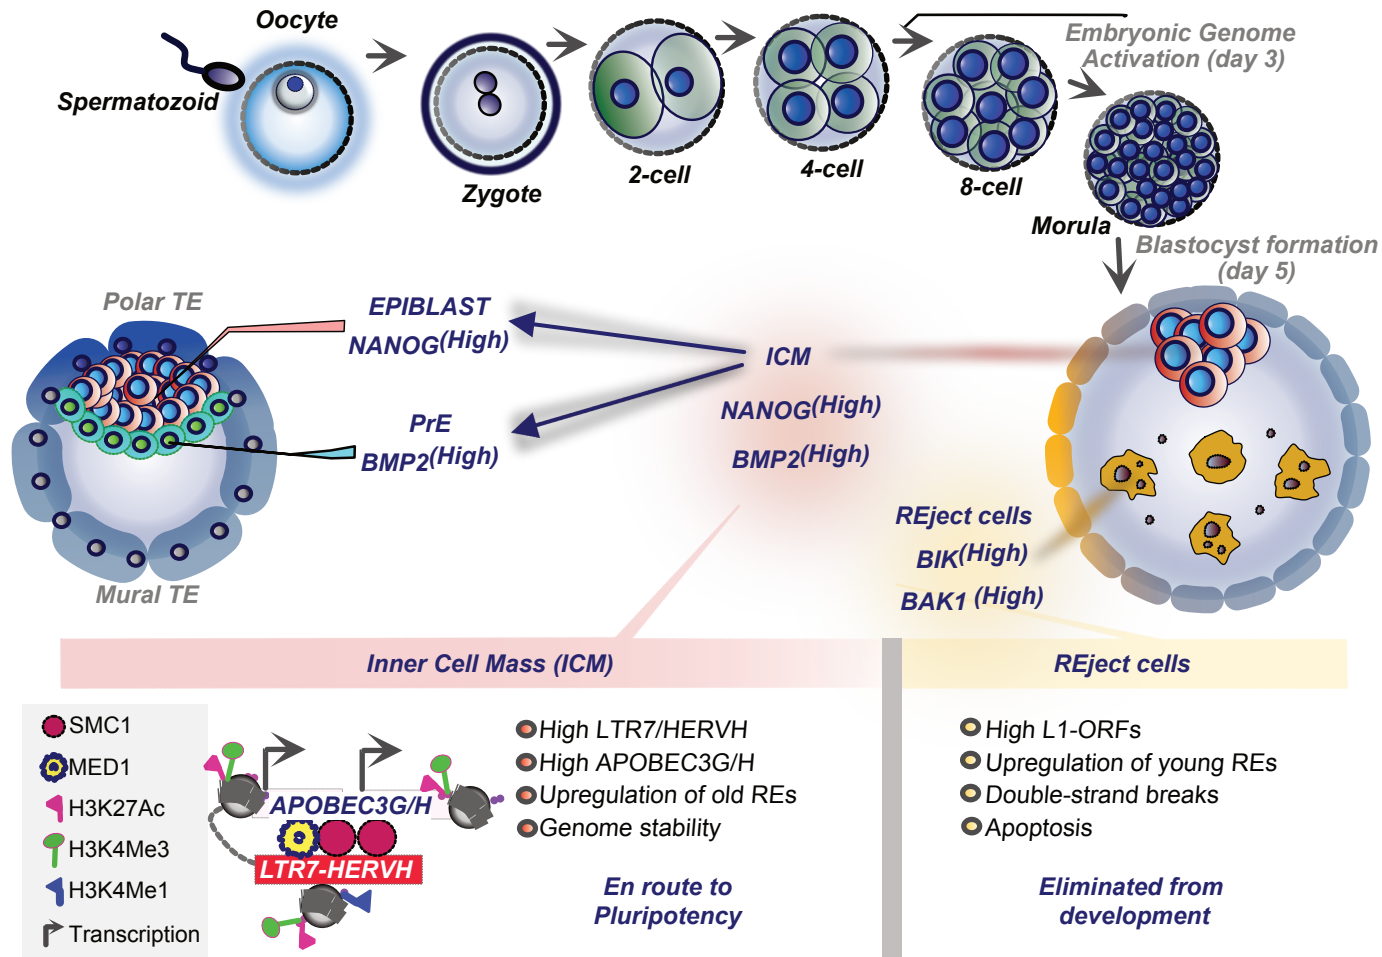 Oocyte
Spermatozoid
Zygote
2-cell
4-cell
8-cell
Embryonic Genome
Activation (day 3)
Morula
Blastocyst formation
(day 5)
Polar TE
Mural TE
EPIBLAST
NANOG(High)
PrE
BMP2(High)
ICM
NANOG(High)
BMP2(High)
REject cells
BIK(High)
BAK1 (High)
Inner Cell Mass (ICM)
REject cells
SMC1
MED1
H3K27Ac
H3K4Me3
H3K4Me1
Transcription
APOBEC3G/H
LTR7-HERVH
High LTR7/HERVH
High APOBEC3G/H
Upregulation of old REs
Genome stability
En route to
Pluripotency
High L1-ORFs
Upregulation of young REs
Double-strand breaks
Apoptosis
Eliminated from
development